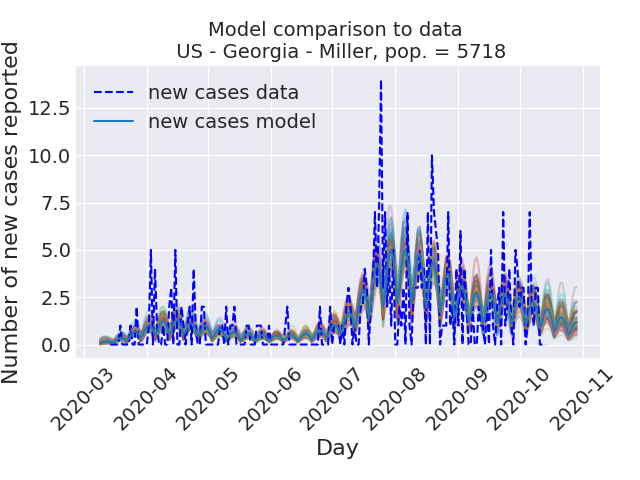 Model comparison to data
US - Georgia - Miller, pop. = 5718
new cases data
new cases model
Number of new cases reported
12.5
10.0
7.5
5.0
2.5
0.0
2020-03
2020-04
2020-05
2020-06
2020-07
2020-08
2020-09
2020-10
2020-11
Day